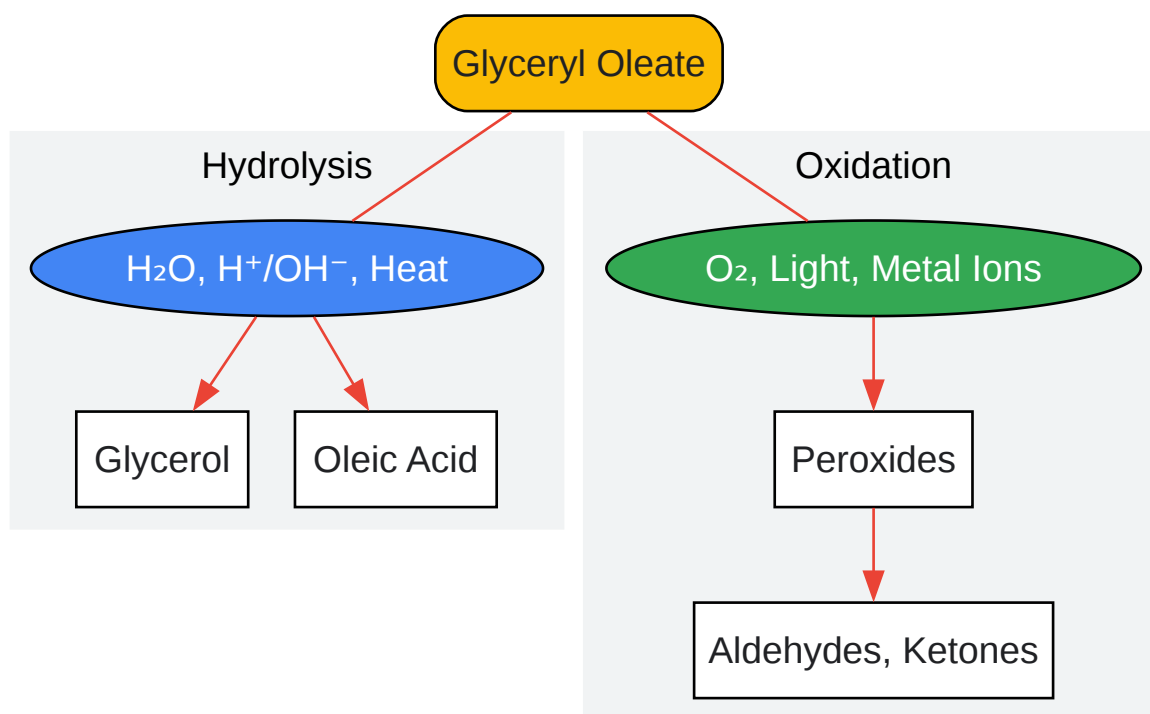 Glyceryl Oleate
Hydrolysis
H₂O, H⁺/OH⁻, Heat
Glycerol
Oleic Acid
Oxidation
O₂, Light, Metal Ions
Peroxides
Aldehydes, Ketones